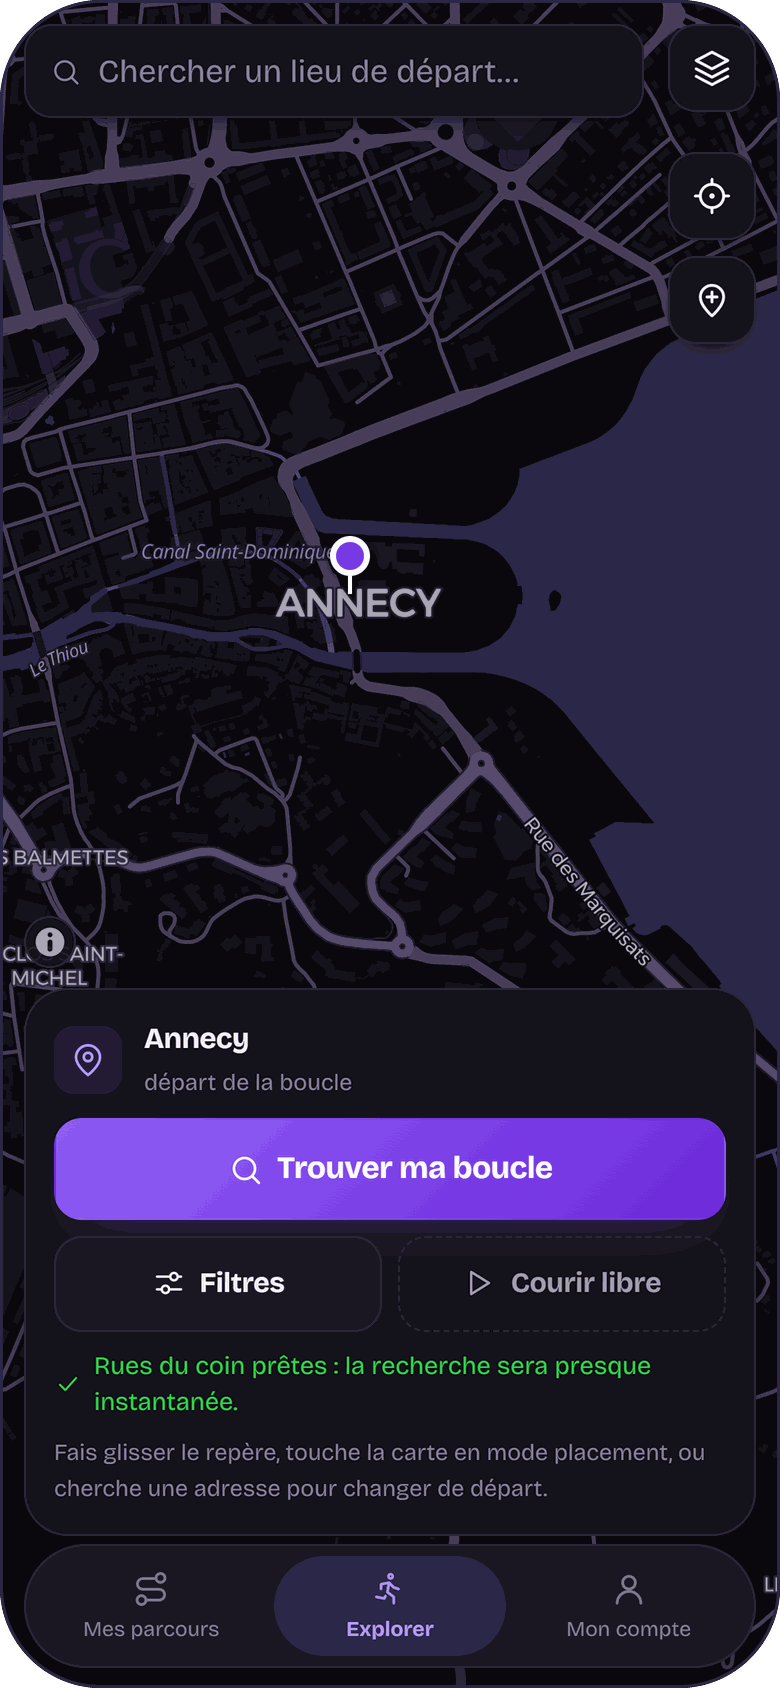 Chercher un lieu de départ...
Canal Saint-Dominique
ANNECY
Le Thiou
Rue des Marquisats
S BALMETTES
AINT-
MICHEL
Annecy
départ de la boucle
Trouver ma boucle
Filtres
Courir libre
Rues du coin prêtes : la recherche sera presque
instantanée.
Fais glisser le repère, touche la carte en mode placement, ou
cherche une adresse pour changer de départ.
Mes parcours
Explorer
Mon compte